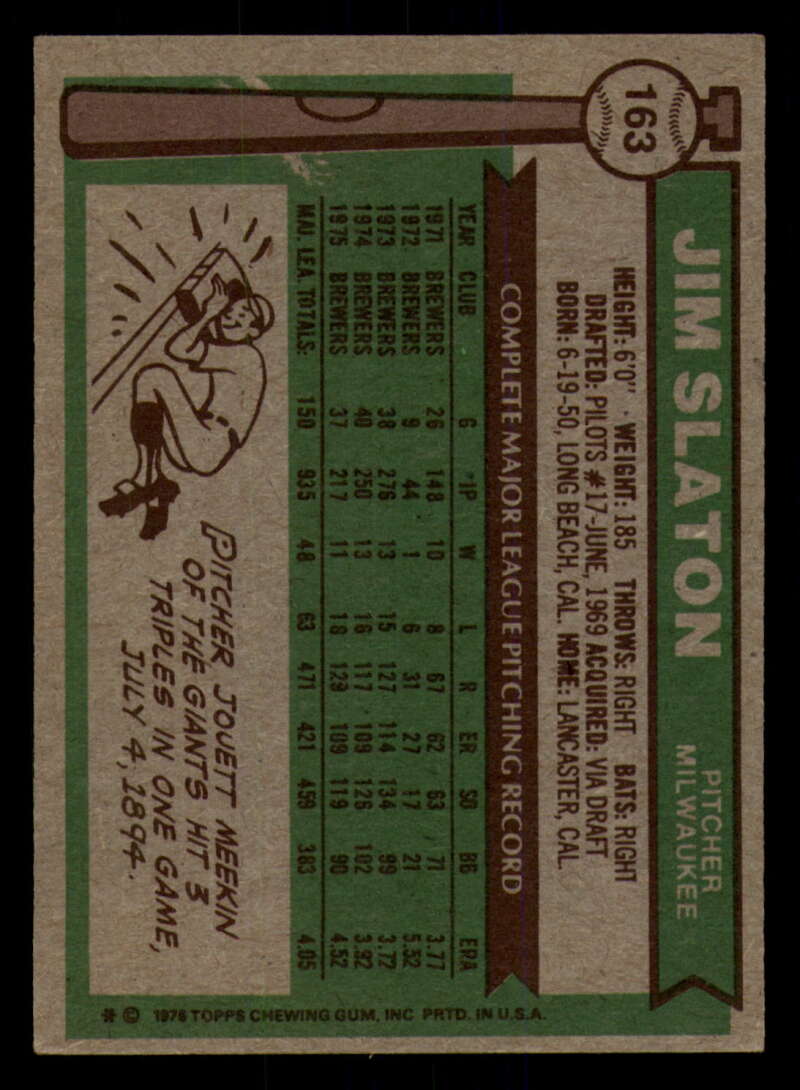 163
JIM SLATON
PITCHER
MILWAUKEE
HEIGHT: 6'0" · WEIGHT: 185 THROWS: RIGHT BATS: RIGHT
DRAFTED: PILOTS #17-JUNE, 1969 ACQUIRED: VIA DRAFT
BORN: 6-19-50, LONG BEACH, CAL. HOME: LANCASTER, CAL.
COMPLETE MAJOR LEAGUE PITCHING RECORD
YEAR CLUB G IP W L R ER SO BB ERA
1971 BREWERS 26 148 10 8 67 62 63 71 3.77
1972 BREWERS 9 44 1 6 31 27 17 21 5.52
1973 BREWERS 38 276 13 15 127 114 134 99 3.72
1974 BREWERS 40 250 13 16 117 109 126 102 3.92
1975 BREWERS 37 217 11 18 129 109 119 90 4.52
MAJ. LEA. TOTALS: 150 935 48 63 471 421 459 383 4.05
PITCHER JOUETT MEEKIN
OF THE GIANTS HIT 3
TRIPLES IN ONE GAME,
JULY 4, 1894.
* © 1976 TOPPS CHEWING GUM, INC PRTD. IN U.S.A.